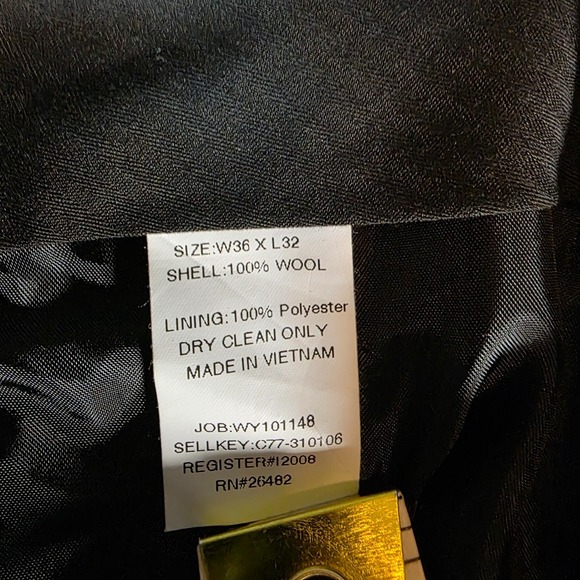 SIZE:W36 X L32
SHELL:100% WOOL
LINING:100% Polyester
DRY CLEAN ONLY
MADE IN VIETNAM
JOB:WY101148
SELLKEY:C77-310106
REGISTER#I2008
RN#26482